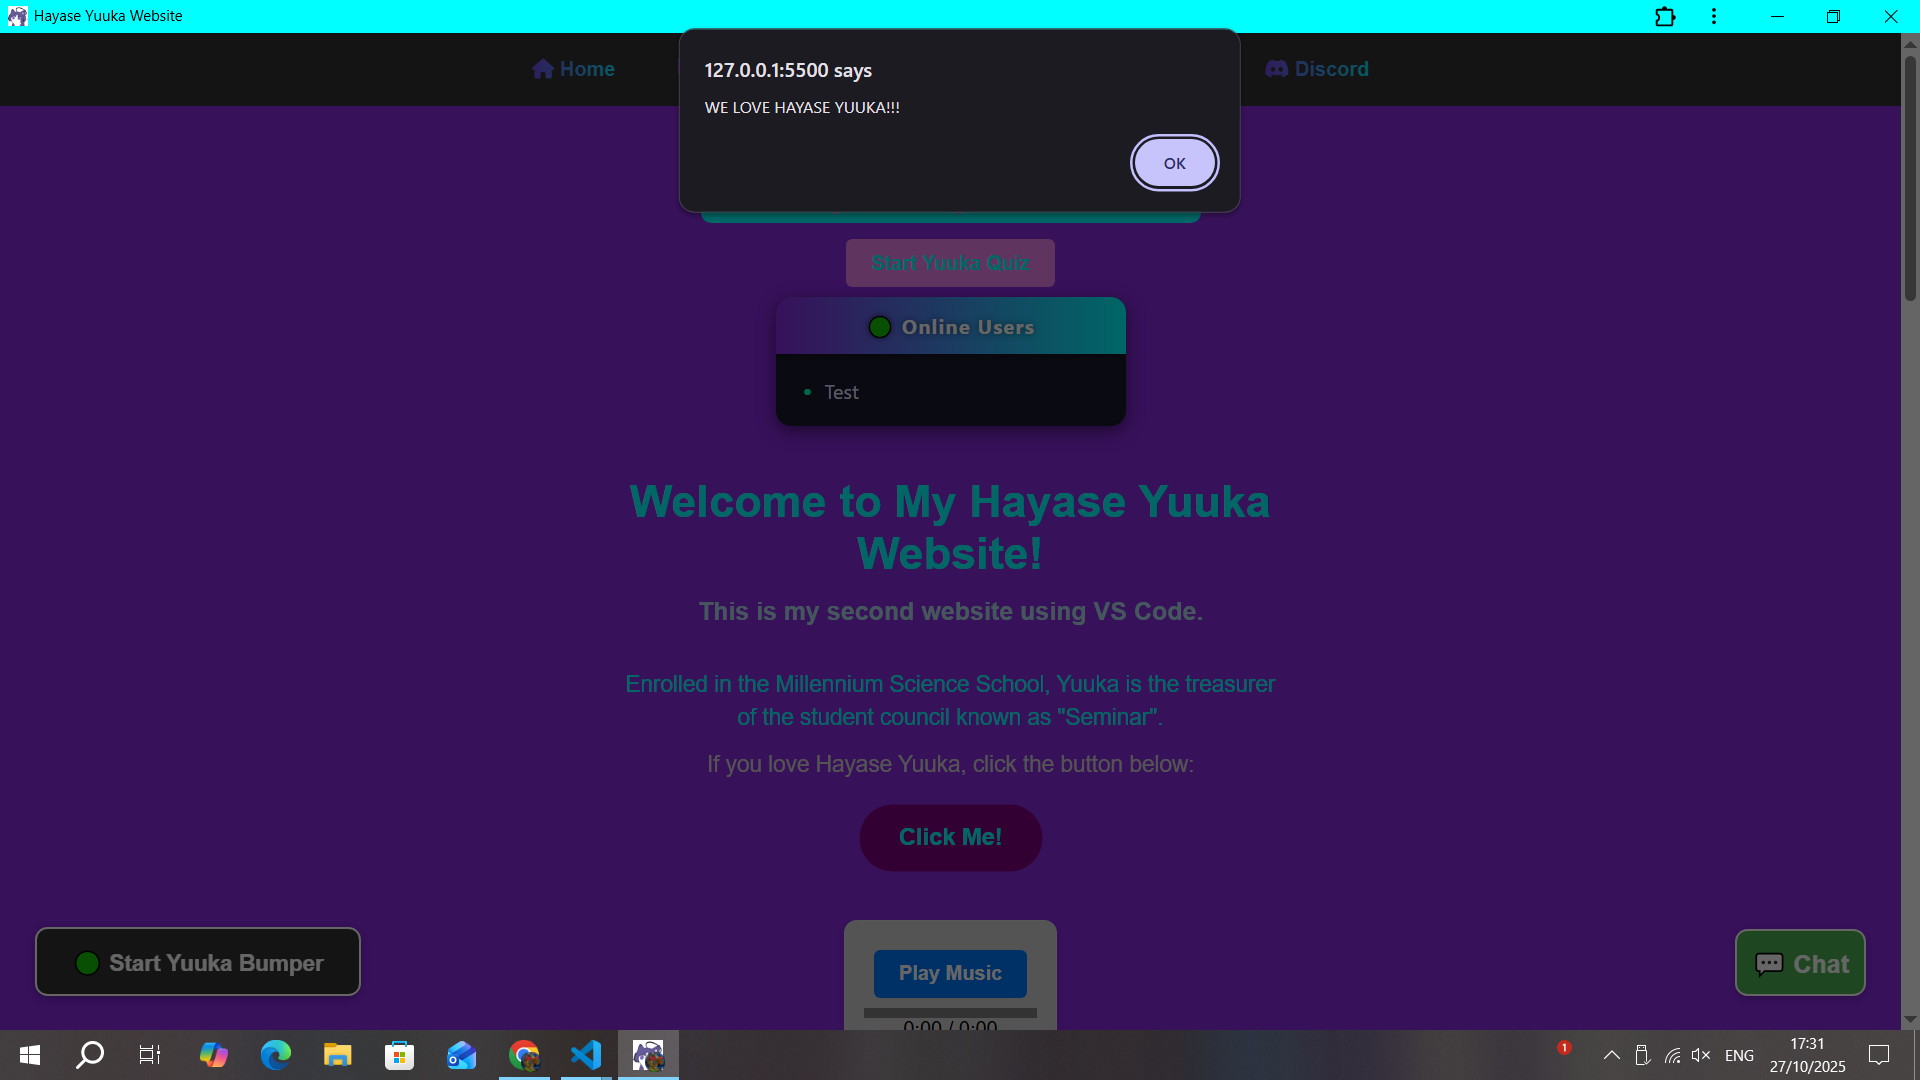 Hayase Yuuka Website
Home
Discord
127.0.0.1:5500 says
WE LOVE HAYASE YUUKA!!!
OK
Start Yuuka Quiz
Online Users
Test
Welcome to My Hayase Yuuka
Website!
This is my second website using VS Code.
Enrolled in the Millennium Science School, Yuuka is the treasurer
of the student council known as "Seminar".
If you love Hayase Yuuka, click the button below:
Click Me!
Start Yuuka Bumper
Play Music
0:00 / 0:00
Chat
1
ENG
17:31
27/10/2025